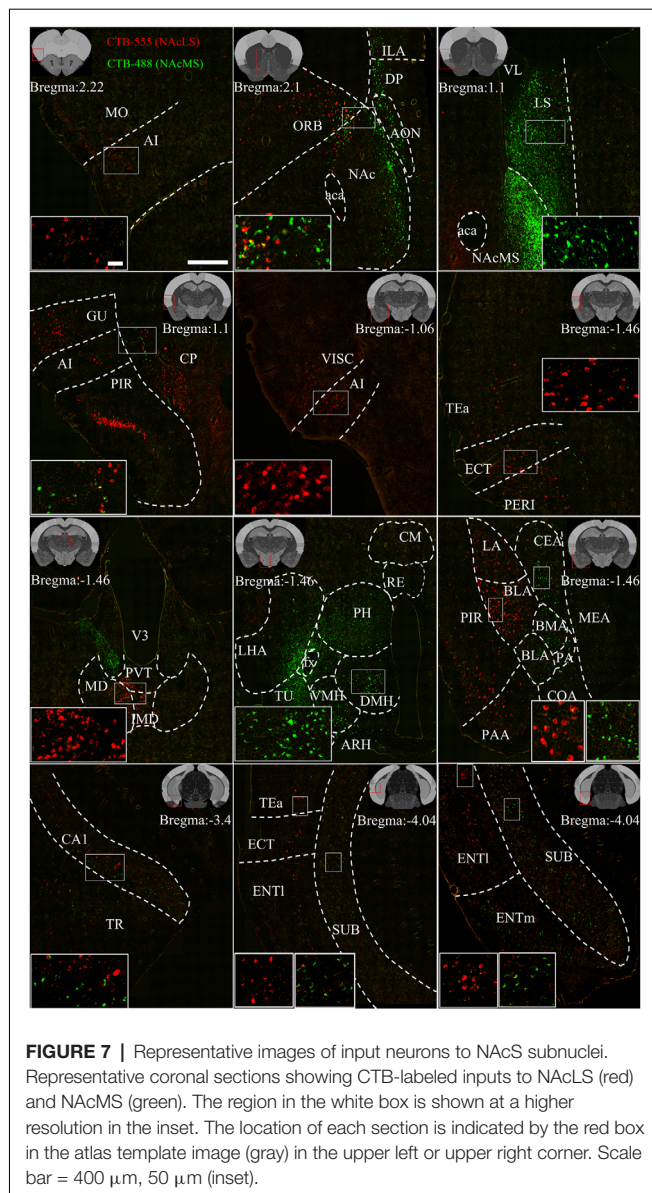 CTB-555 (NAcLS)
CTB-488 (NAcMS)
Bregma:2.22
MO
AI
Bregma:2.1
ILA
DP
ORB
AON
NAc
aca
Bregma:1.1
VL
LS
aca
NAcMS
GU
Bregma:1.1
AI
CP
PIR
Bregma:-1.06
VISC
AI
Bregma:-1.46
TEa
ECT
PERI
Bregma:-1.46
V3
PVT
MD
IMD
Bregma:-1.46
CM
RE
PH
LHA
fx
TU
VMH
DMH
ARH
LA
CEA
Bregma:-1.46
BLA
PIR
MEA
BMA
BLA
PA
COA
PAA
Bregma:-3.4
CA1
TR
TEa
Bregma:-4.04
ECT
ENTl
SUB
Bregma:-4.04
ENTl
SUB
ENTm
FIGURE 7 | Representative images of input neurons to NAcS subnuclei.
Representative coronal sections showing CTB-labeled inputs to NAcLS (red)
and NAcMS (green). The region in the white box is shown at a higher
resolution in the inset. The location of each section is indicated by the red box
in the atlas template image (gray) in the upper left or upper right corner. Scale
bar = 400 μm, 50 μm (inset).